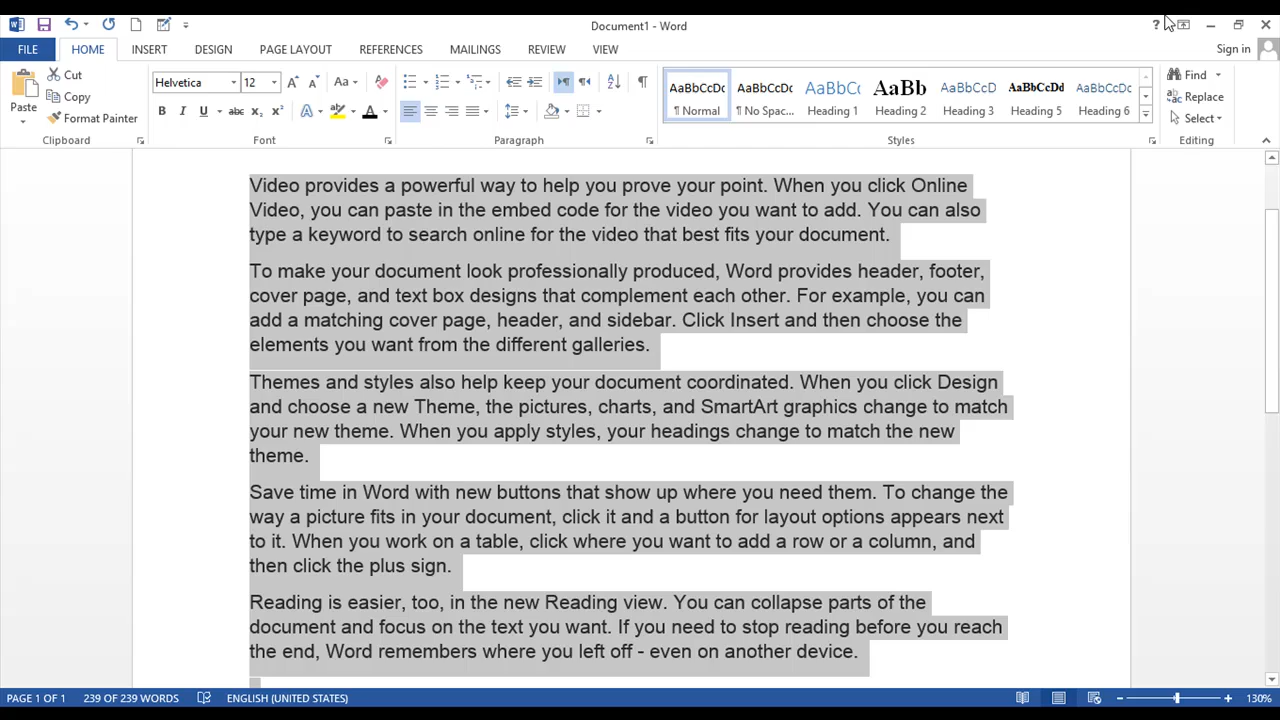 Document1 - Word
?
Sign in
FILE HOME INSERT DESIGN PAGE LAYOUT REFERENCES MAILINGS REVIEW VIEW
Paste
Cut
Copy
Format Painter
Clipboard
Helvetica 12
Aa
B I U abc X₂ X²
Font
Paragraph
AaBbCcDc AaBbCcDc AaBbCc AaBb AaBbCcD AaBbCcDd AaBbCcDc
¶ Normal ¶ No Spac... Heading 1 Heading 2 Heading 3 Heading 5 Heading 6
Styles
Find
Replace
Select
Editing
Video provides a powerful way to help you prove your point. When you click Online
Video, you can paste in the embed code for the video you want to add. You can also
type a keyword to search online for the video that best fits your document.
To make your document look professionally produced, Word provides header, footer,
cover page, and text box designs that complement each other. For example, you can
add a matching cover page, header, and sidebar. Click Insert and then choose the
elements you want from the different galleries.
Themes and styles also help keep your document coordinated. When you click Design
and choose a new Theme, the pictures, charts, and SmartArt graphics change to match
your new theme. When you apply styles, your headings change to match the new
theme.
Save time in Word with new buttons that show up where you need them. To change the
way a picture fits in your document, click it and a button for layout options appears next
to it. When you work on a table, click where you want to add a row or a column, and
then click the plus sign.
Reading is easier, too, in the new Reading view. You can collapse parts of the
document and focus on the text you want. If you need to stop reading before you reach
the end, Word remembers where you left off - even on another device.
PAGE 1 OF 1 239 OF 239 WORDS ENGLISH (UNITED STATES) 130%